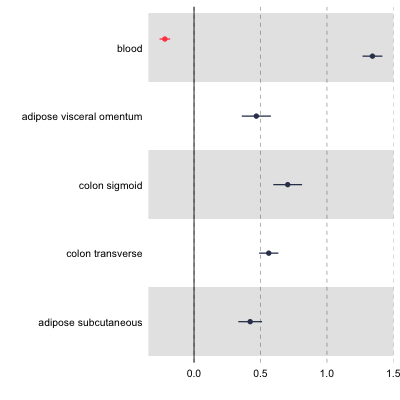 blood
adipose visceral omentum
colon sigmoid
colon transverse
adipose subcutaneous
0.0 0.5 1.0 1.5